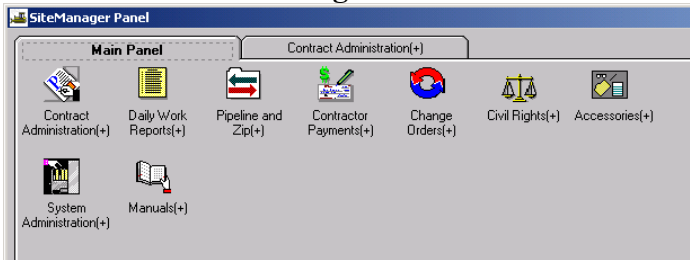 SiteManager Panel
Main Panel
Contract Administration(+)
Contract
Administration(+)
Daily Work
Reports(+)
Pipeline and
Zip(+)
Contractor
Payments(+)
Change
Orders(+)
Civil Rights(+)
Accessories(+)
System
Administration(+)
Manuals(+)